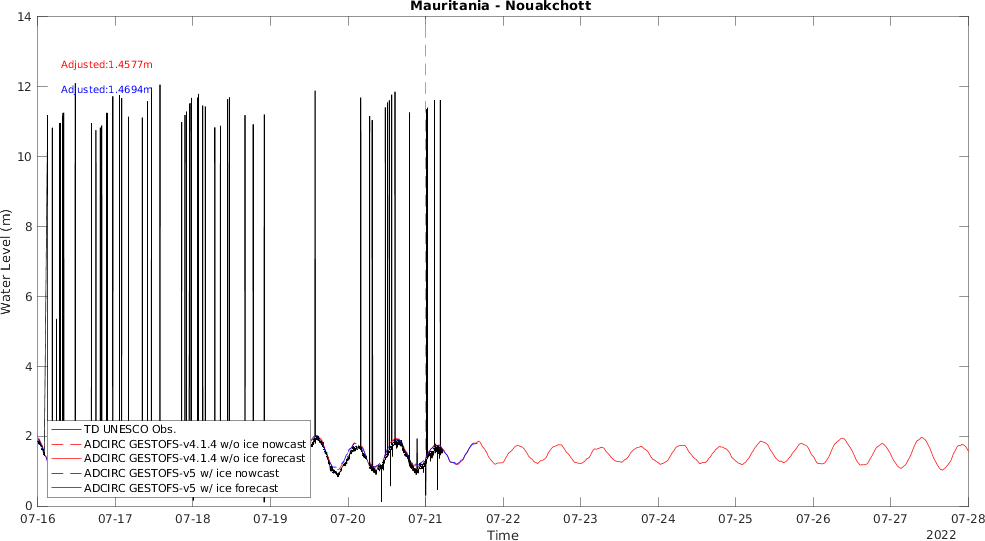 Mauritania - Nouakchott
14
12
10
8
6
4
2
0
Water Level (m)
Adjusted:1.4577m
Adjusted:1.4694m
TD UNESCO Obs.
ADCIRC GESTOFS-v4.1.4 w/o ice nowcast
ADCIRC GESTOFS-v4.1.4 w/o ice forecast
ADCIRC GESTOFS-v5 w/ ice nowcast
ADCIRC GESTOFS-v5 w/ ice forecast
07-16 07-17 07-18 07-19 07-20 07-21 07-22 07-23 07-24 07-25 07-26 07-27 07-28
Time
2022